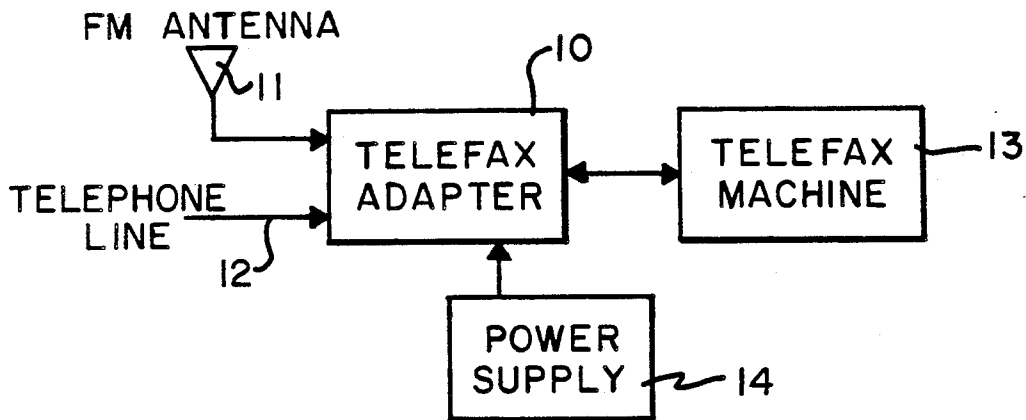 FM ANTENNA
11
10
TELEFAX
ADAPTER
TELEFAX
MACHINE
13
TELEPHONE
LINE
12
POWER
SUPPLY
14